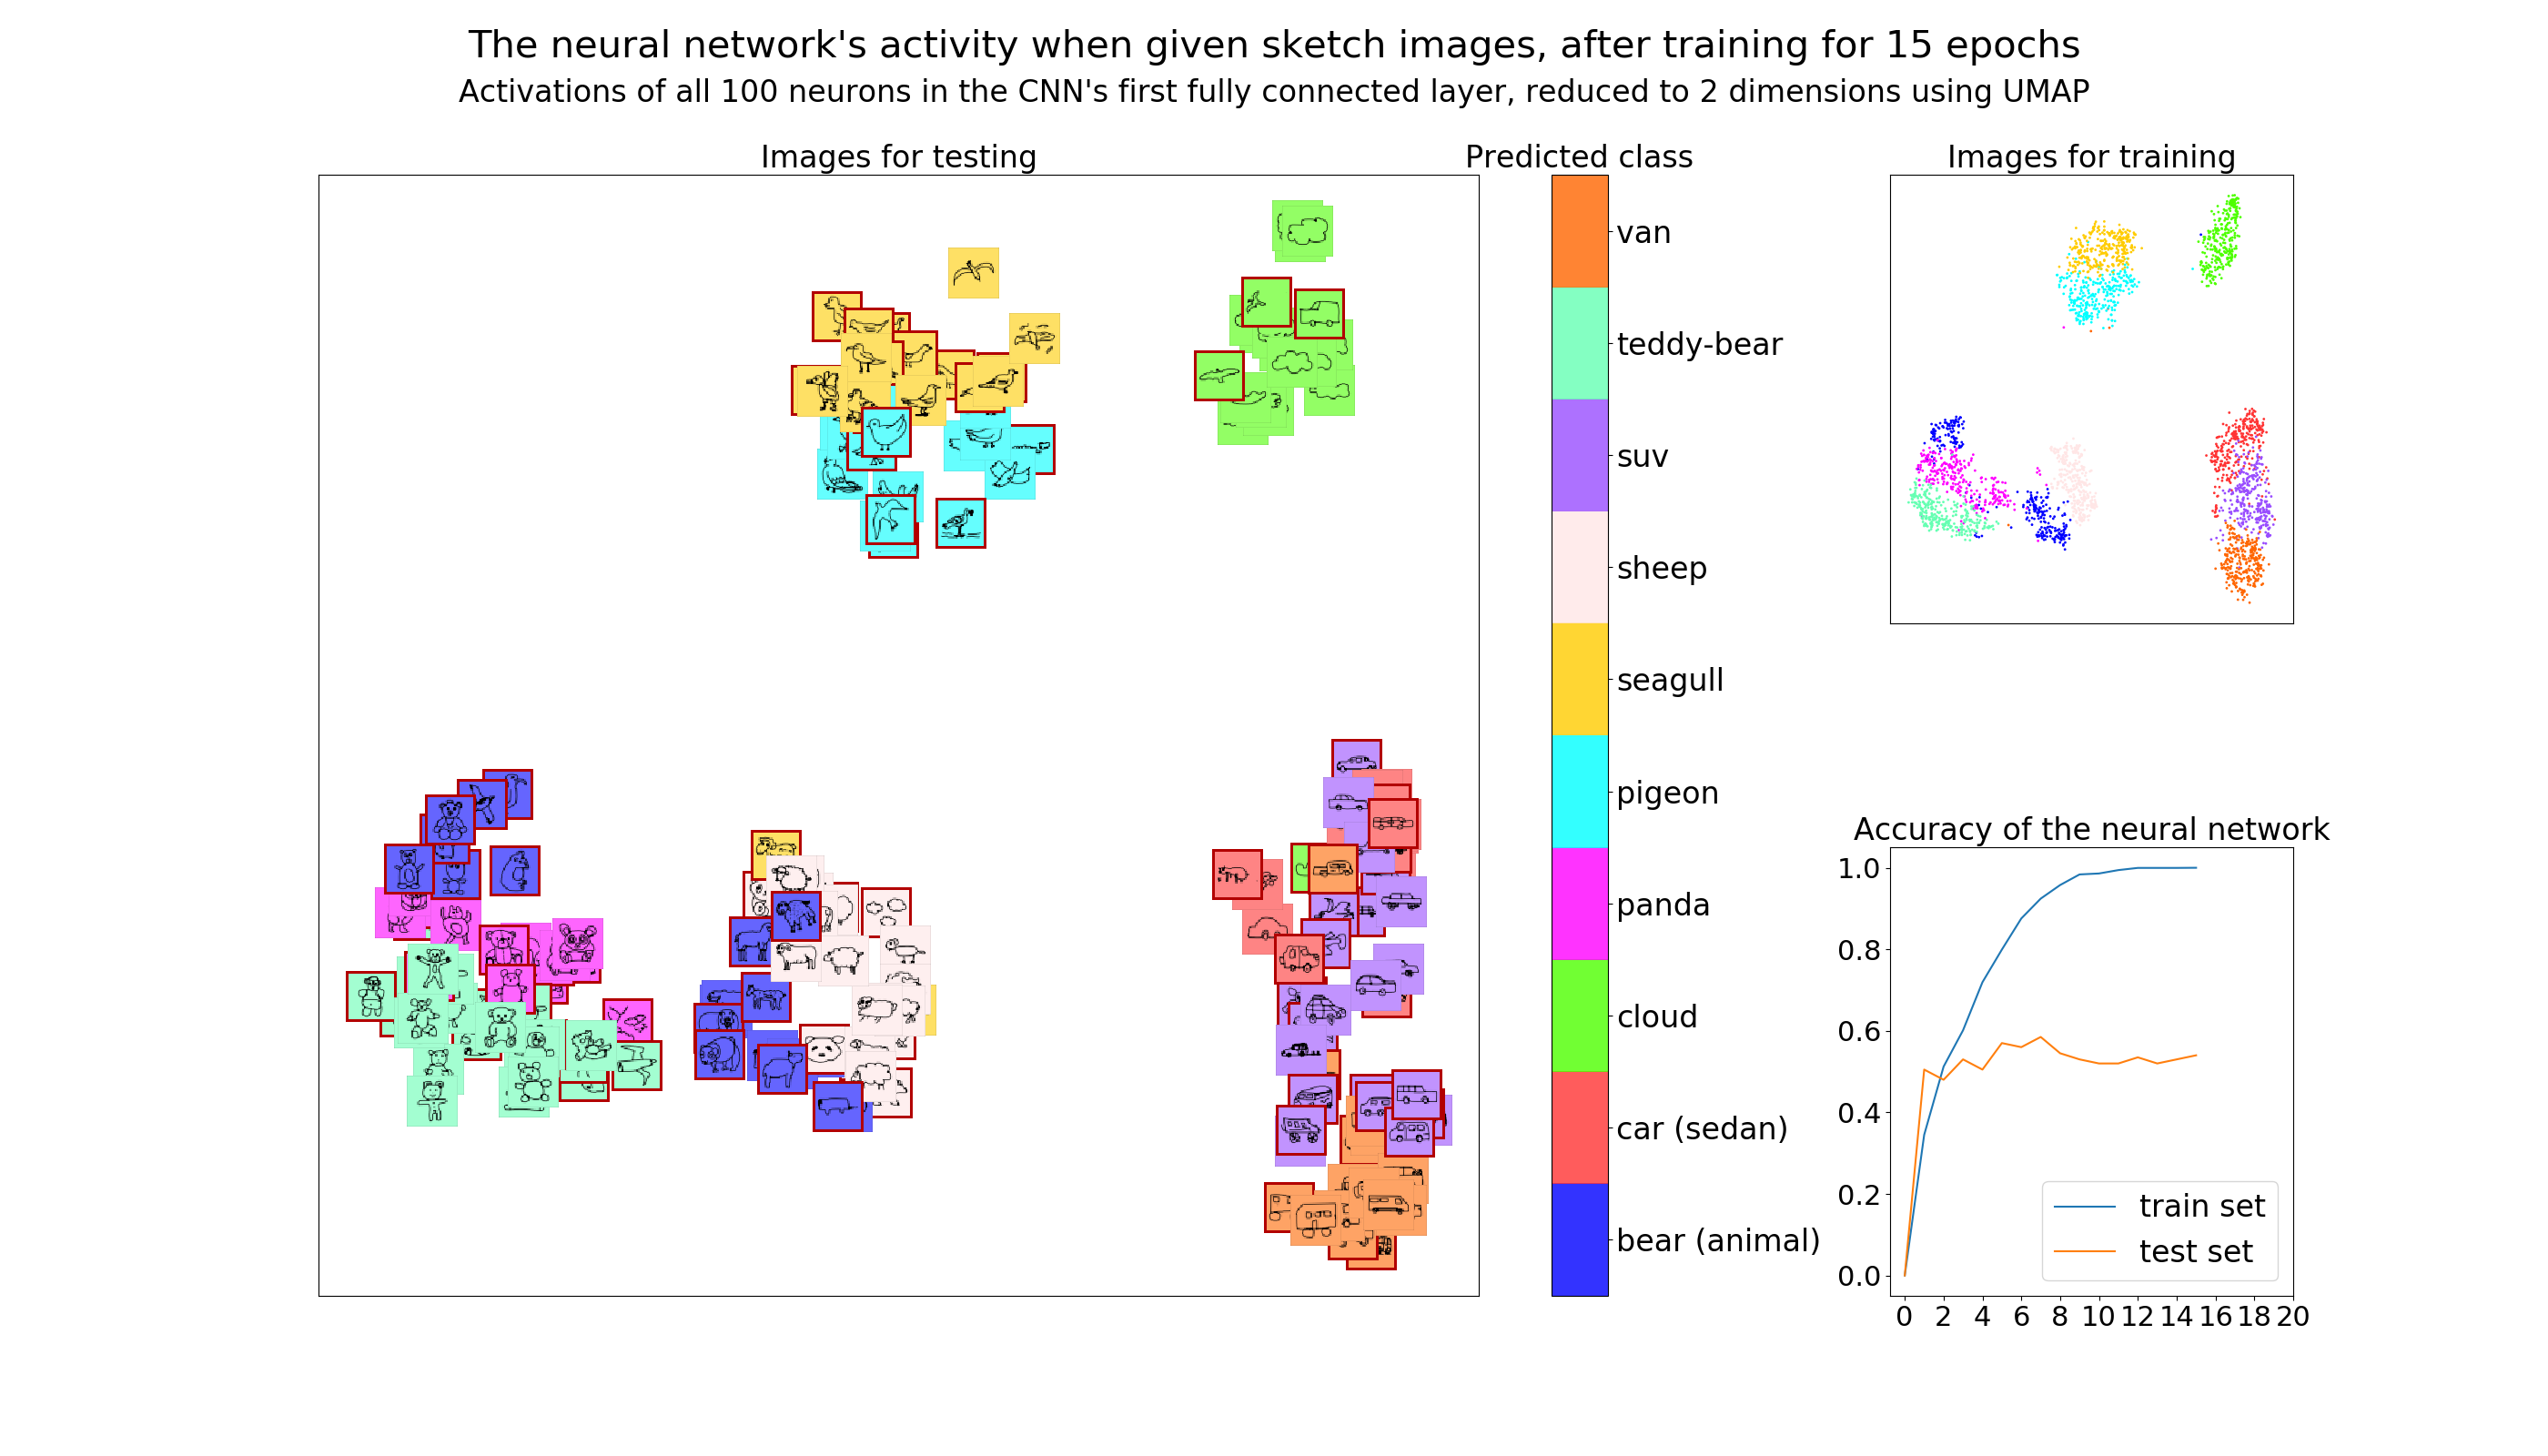 The neural network's activity when given sketch images, after training for 15 epochs
Activations of all 100 neurons in the CNN's first fully connected layer, reduced to 2 dimensions using UMAP
Images for testing
Predicted class
van
teddy-bear
suv
sheep
seagull
pigeon
panda
cloud
car (sedan)
bear (animal)
Images for training
Accuracy of the neural network
1.0
0.8
0.6
0.4
0.2
0.0
train set
test set
0 2 4 6 8 10 12 14 16 18 20